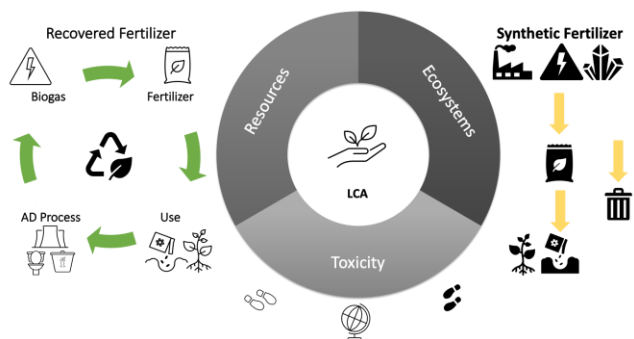 Recovered Fertilizer
Biogas
Fertilizer
AD Process
Use
Resources
Ecosystems
LCA
Toxicity
Synthetic Fertilizer